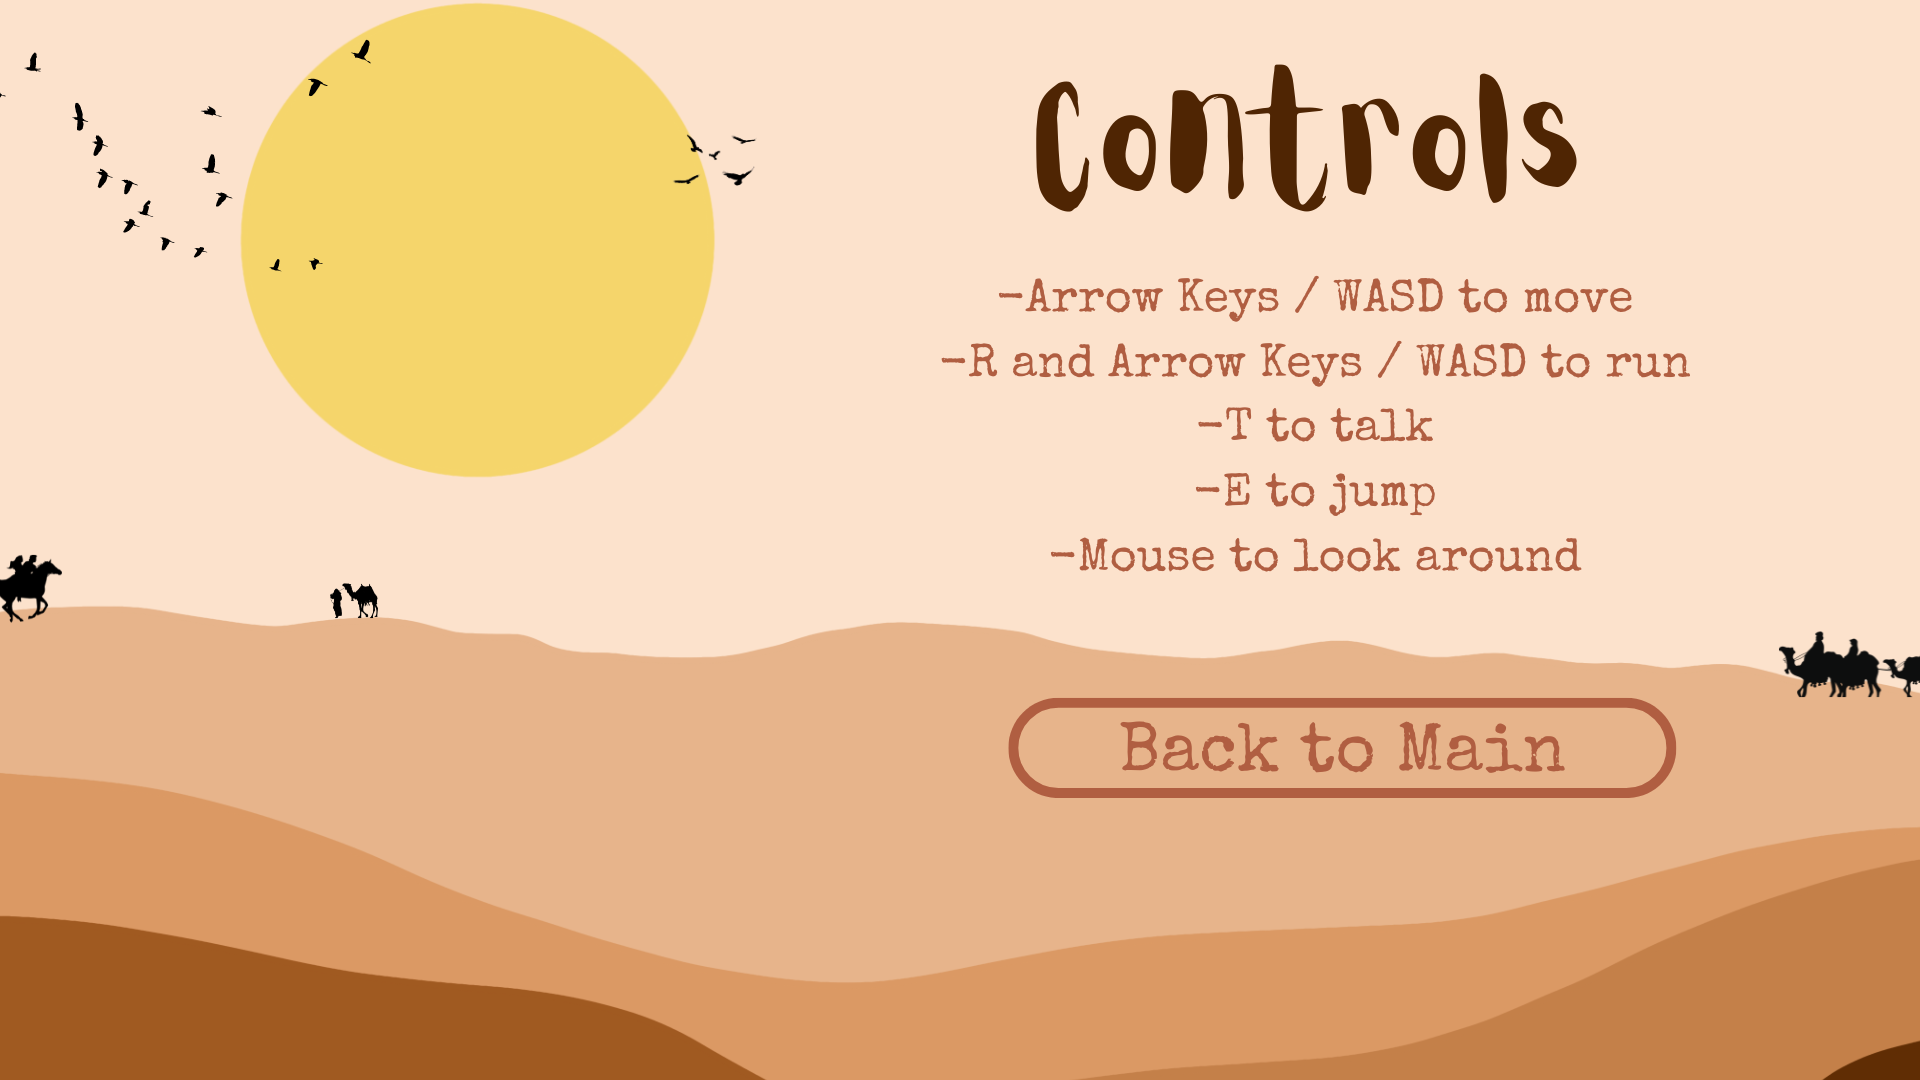 Controls
-Arrow Keys / WASD to move
-R and Arrow Keys / WASD to run
-T to talk
-E to jump
-Mouse to look around
Back to Main